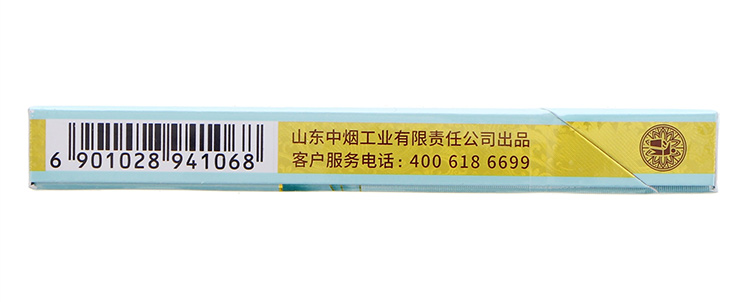 山东中烟工业有限责任公司出品
客户服务电话：400 618 6699
6 901028 941068